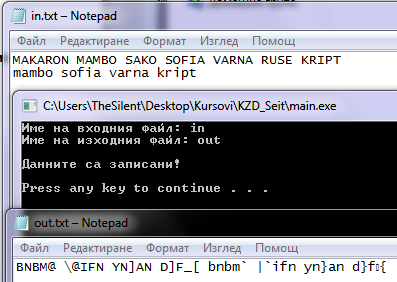 in.txt – Notepad
Файл Редактиране Формат Изглед Помощ
MAKARON MAMBO SAKO SOFIA VARNA RUSE KRIPT
mambo sofia varna kript
C:\Users\TheSilent\Desktop\Kursovi\KZD_Seit\main.exe
Име на входния файл: in
Име на изходния файл: out
Данните са записани!
Press any key to continue . . .
out.txt – Notepad
Файл Редактиране Формат Изглед Помощ
BNBM@ \@IFN YN]AN D]F_[ bnbm` |`ifn yn}an d}f▯{